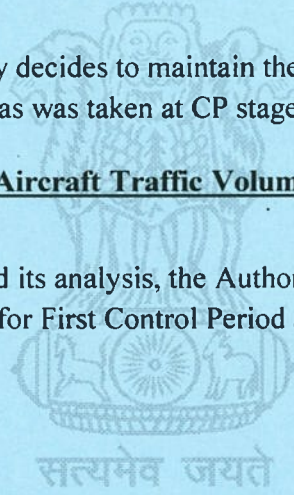 y decides to maintain the
as was taken at CP stage
Aircraft Traffic Volum
d its analysis, the Author
for First Control Period
सत्यमेव जयते